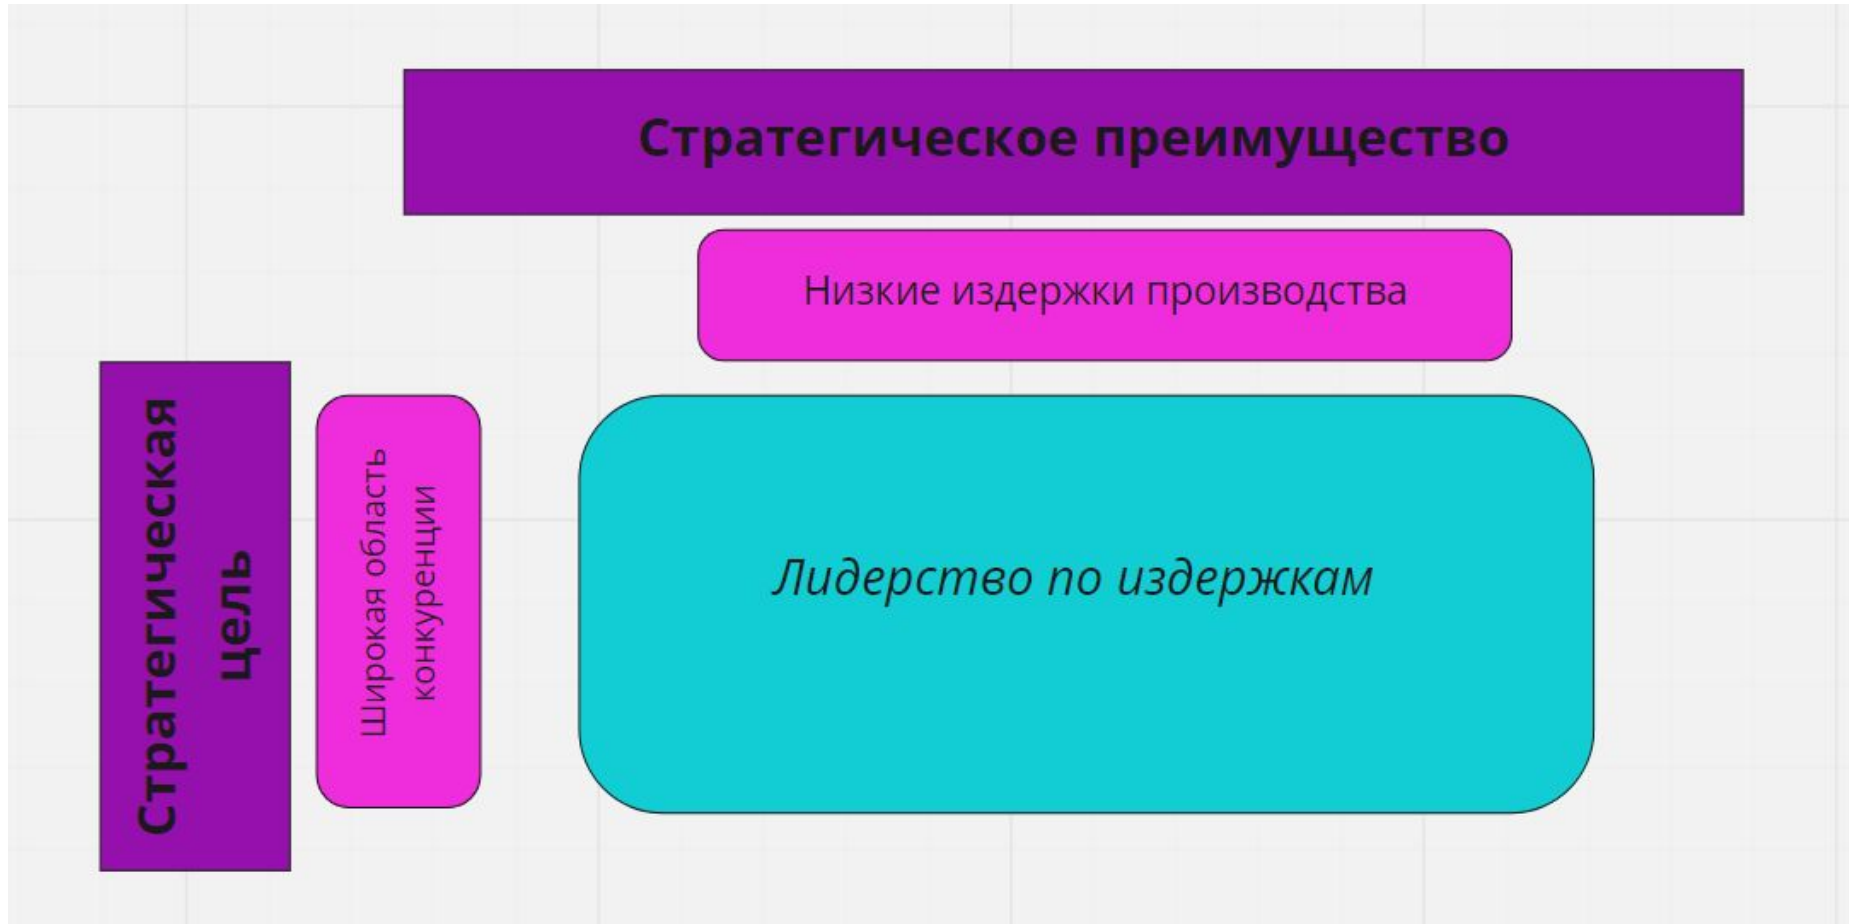 Стратегическое преимущество
Низкие издержки производства
Стратегическая
цель
Широкая область
конкуренции
Лидерство по издержкам